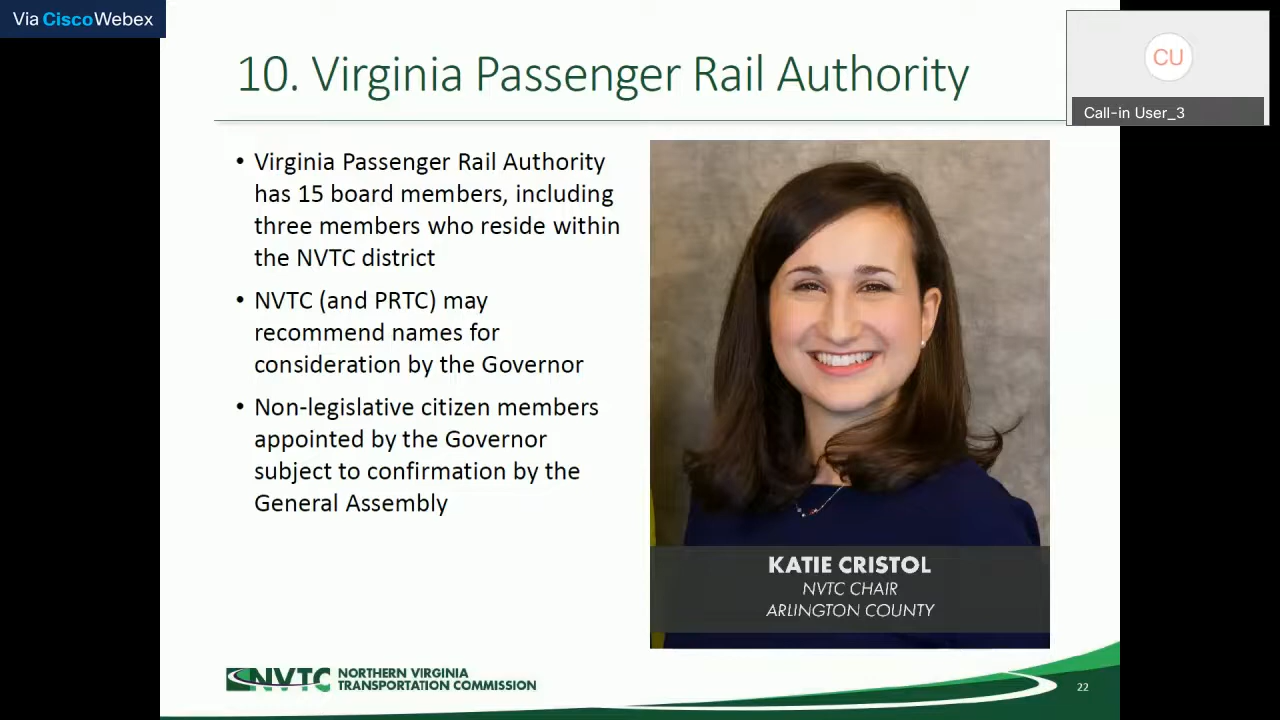 Via CiscoWebex
10. Virginia Passenger Rail Authority
CU
Call-in User_3
• Virginia Passenger Rail Authority
has 15 board members, including
three members who reside within
the NVTC district
• NVTC (and PRTC) may
recommend names for
consideration by the Governor
• Non-legislative citizen members
appointed by the Governor
subject to confirmation by the
General Assembly
KATIE CRISTOL
NVTC CHAIR
ARLINGTON COUNTY
NVTC
NORTHERN VIRGINIA
TRANSPORTATION COMMISSION
22